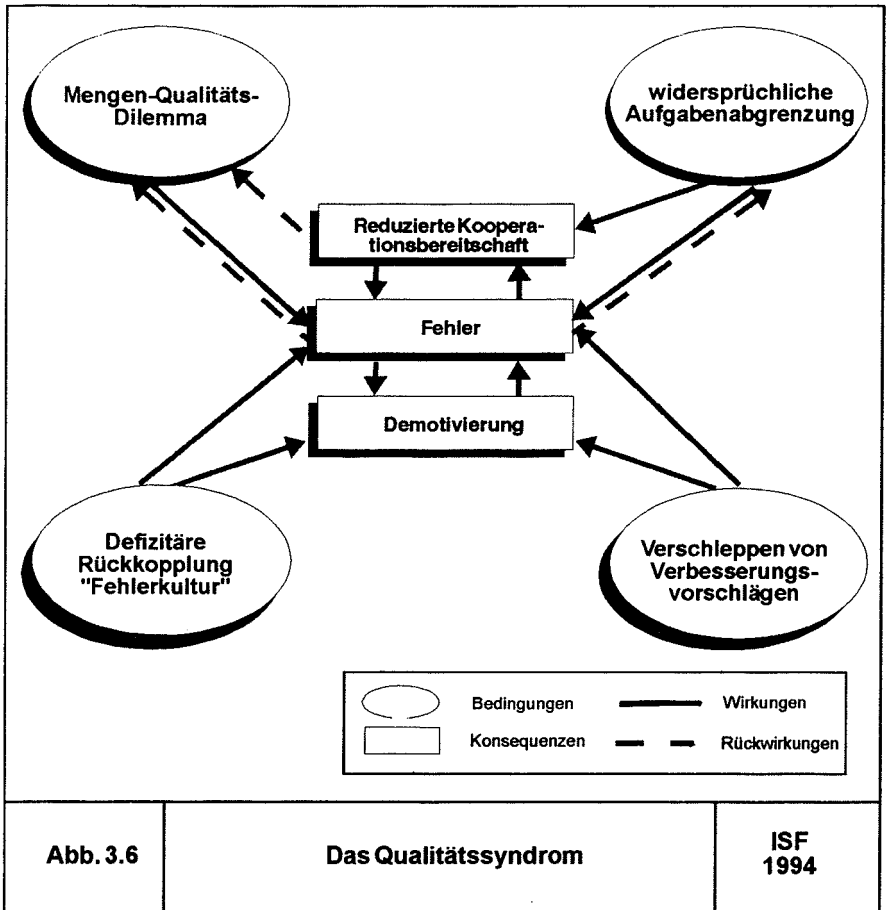 Mengen-Qualitäts-
Dilemma
widersprüchliche
Aufgabenabgrenzung
Reduzierte Koopera-
tionsbereitschaft
Fehler
Demotivierung
Defizitäre
Rückkopplung
"Fehlerkultur"
Verschleppen von
Verbesserungs-
vorschlägen
Bedingungen
Wirkungen
Konsequenzen
Rückwirkungen
Abb. 3.6
Das Qualitätssyndrom
ISF
1994